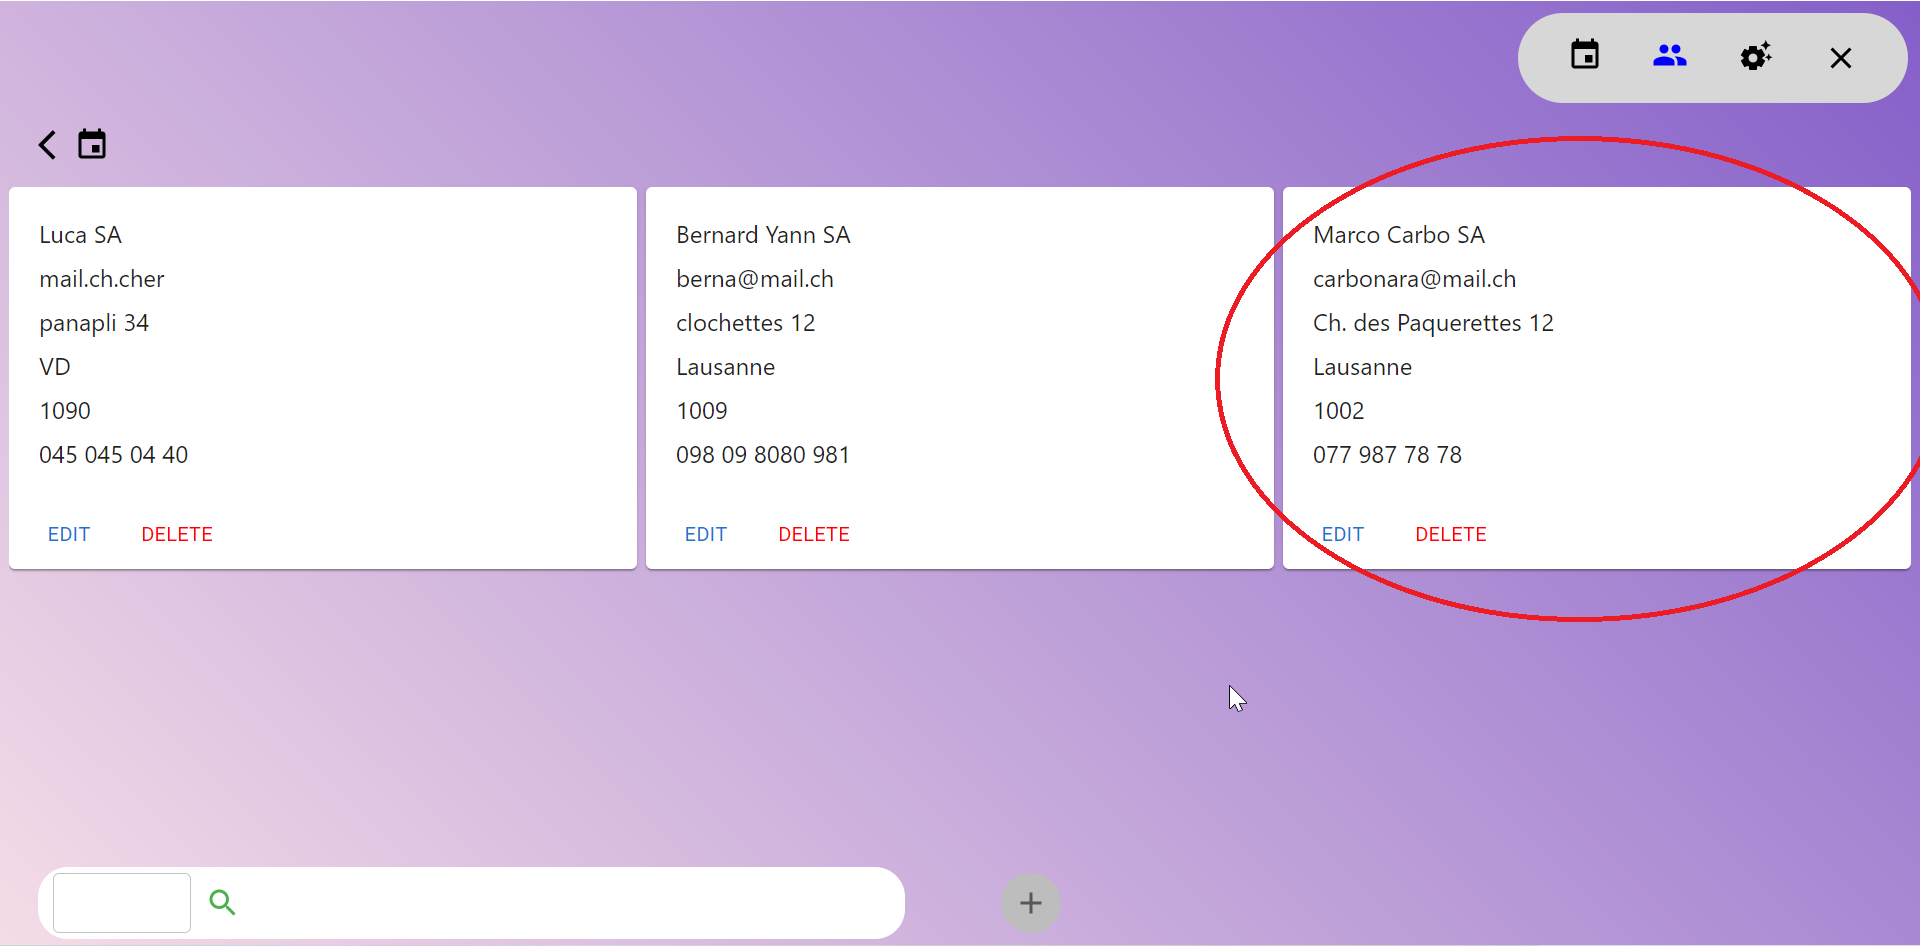 Luca SA
mail.ch.cher
panapli 34
VD
1090
045 045 04 40
EDIT DELETE
Bernard Yann SA
berna@mail.ch
clochettes 12
Lausanne
1009
098 09 8080 981
EDIT DELETE
Marco Carbo SA
carbonara@mail.ch
Ch. des Paquerettes 12
Lausanne
1002
077 987 78 78
EDIT DELETE